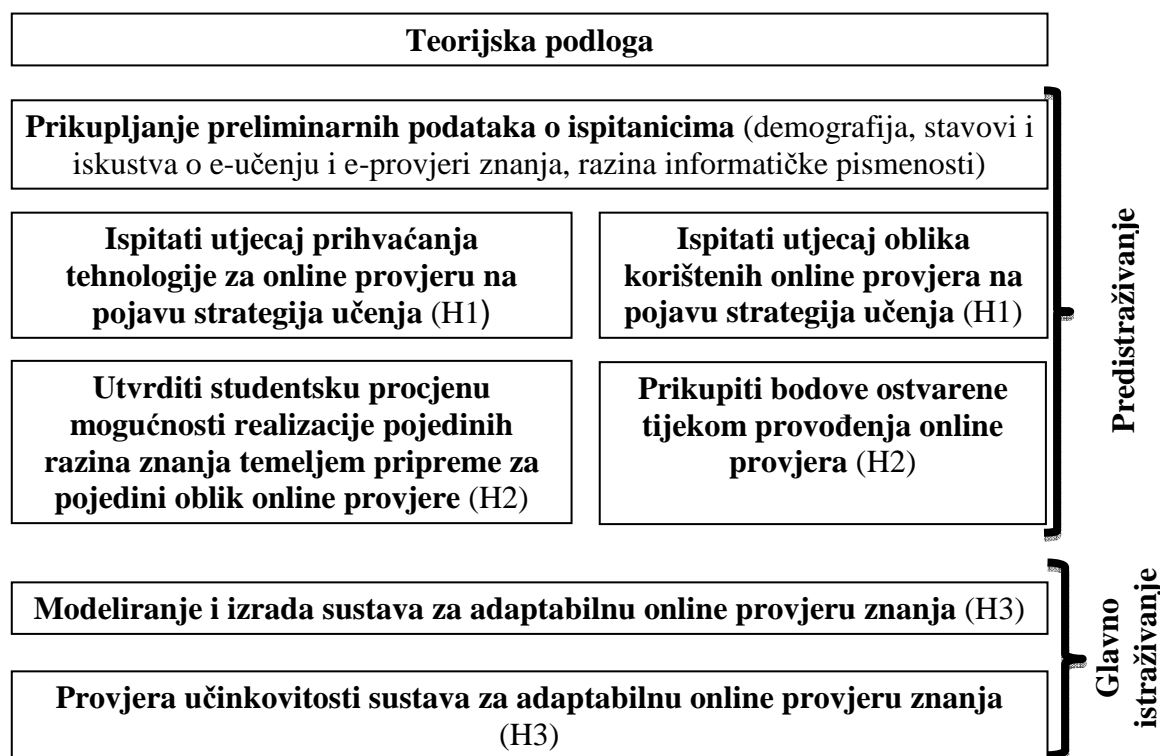 Teorijska podloga
Prikupljanje preliminarnih podataka o ispitanicima (demografija, stavovi i
iskustva o e-učenju i e-provjeri znanja, razina informatičke pismenosti)
Ispitati utjecaj prihvaćanja
tehnologije za online provjeru na
pojavu strategija učenja (H1)
Ispitati utjecaj oblika
korištenih online provjera na
pojavu strategija učenja (H1)
Utvrditi studentsku procjenu
mogućnosti realizacije pojedinih
razina znanja temeljem pripreme za
pojedini oblik online provjere (H2)
Prikupiti bodove ostvarene
tijekom provođenja online
provjera (H2)
Predistraživanje
Modeliranje i izrada sustava za adaptabilnu online provjeru znanja (H3)
Provjera učinkovitosti sustava za adaptabilnu online provjeru znanja
(H3)
Glavno
istraživanje